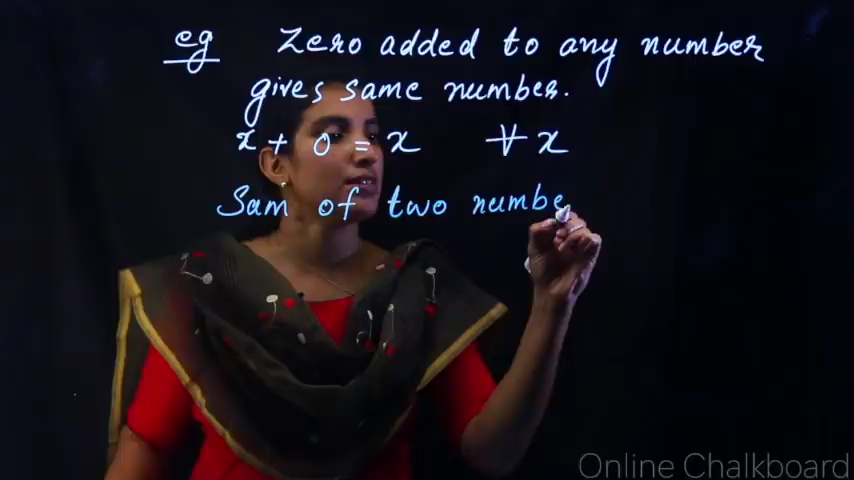 eg Zero added to any number
gives same number.
x + 0 = x ∀ x
Sum of two numbe
Online Chalkboard